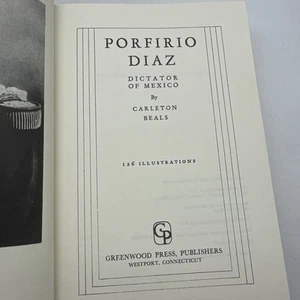 PORFIRIO
DIAZ
DICTATOR
OF MEXICO
By
CARLETON
BEALS
126 ILLUSTRATIONS
GP
GREENWOOD PRESS, PUBLISHERS
WESTPORT, CONNECTICUT